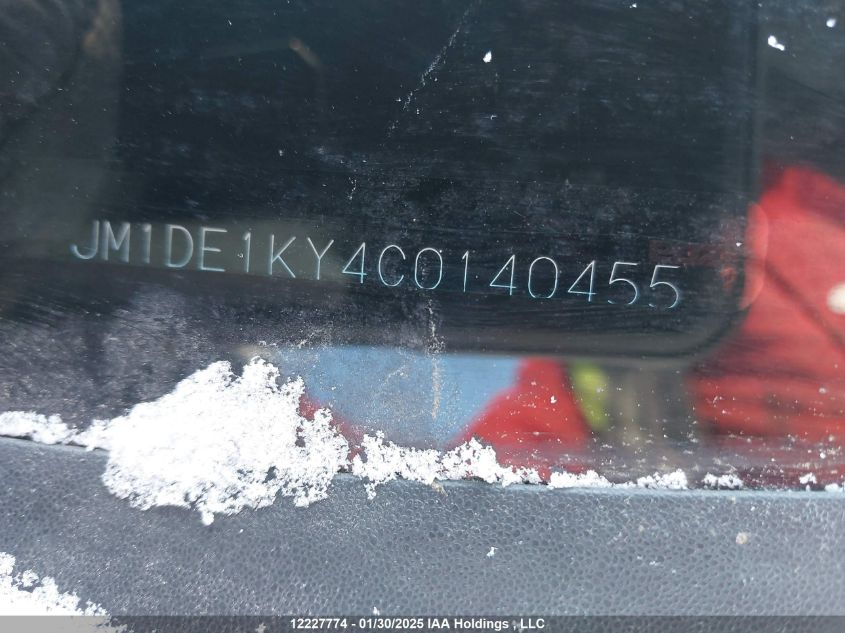 JM1DE1KY4C0140455
12227774 - 01/30/2025 IAA Holdings , LLC